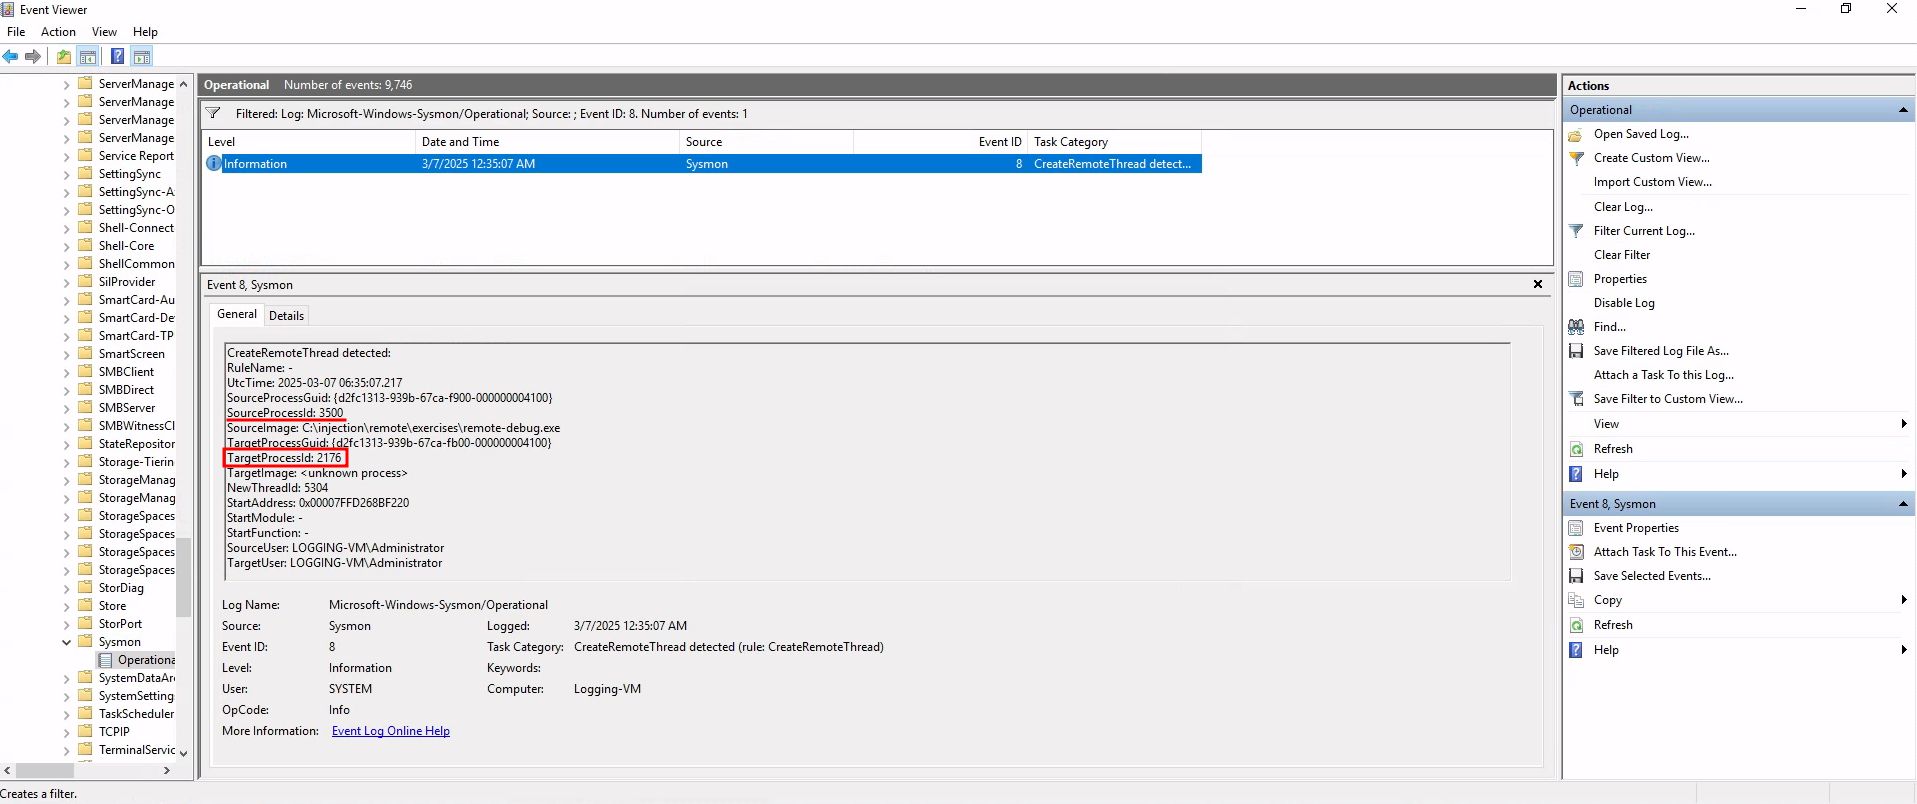 Event Viewer
File Action View Help
ServerManage
ServerManage
ServerManage
ServerManage
Service Report
SettingSync
SettingSync-A
SettingSync-O
Shell-Connect
Shell-Core
ShellCommon
SilProvider
SmartCard-Au
SmartCard-De
SmartCard-TP
SmartScreen
SMBClient
SMBDirect
SMBServer
SMBWitnessCl
StateRepositor
Storage-Tierin
StorageManag
StorageManag
StorageSpaces
StorageSpaces
StorageSpaces
StorageSpaces
StorDiag
Store
StorPort
Sysmon
Operationa
SystemDataAr
SystemSetting
TaskScheduler
TCPIP
TerminalServic
Operational Number of events: 9,746
Filtered: Log: Microsoft-Windows-Sysmon/Operational; Source: ; Event ID: 8. Number of events: 1
Level Date and Time Source Event ID Task Category
Information 3/7/2025 12:35:07 AM Sysmon 8 CreateRemoteThread detect...
Event 8, Sysmon
General Details
CreateRemoteThread detected:
RuleName: -
UtcTime: 2025-03-07 06:35:07.217
SourceProcessGuid: {d2fc1313-939b-67ca-f900-000000004100}
SourceProcessId: 3500
SourceImage: C:\injection\remote\exercises\remote-debug.exe
TargetProcessGuid: {d2fc1313-939b-67ca-fb00-000000004100}
TargetProcessId: 2176
TargetImage: <unknown process>
NewThreadId: 5304
StartAddress: 0x00007FFD268BF220
StartModule: -
StartFunction: -
SourceUser: LOGGING-VM\Administrator
TargetUser: LOGGING-VM\Administrator
Log Name: Microsoft-Windows-Sysmon/Operational
Source: Sysmon Logged: 3/7/2025 12:35:07 AM
Event ID: 8 Task Category: CreateRemoteThread detected (rule: CreateRemoteThread)
Level: Information Keywords:
User: SYSTEM Computer: Logging-VM
OpCode: Info
More Information: Event Log Online Help
Actions
Operational
Open Saved Log...
Create Custom View...
Import Custom View...
Clear Log...
Filter Current Log...
Clear Filter
Properties
Disable Log
Find...
Save Filtered Log File As...
Attach a Task To this Log...
Save Filter to Custom View...
View
Refresh
Help
Event 8, Sysmon
Event Properties
Attach Task To This Event...
Save Selected Events...
Copy
Refresh
Help
Creates a filter.